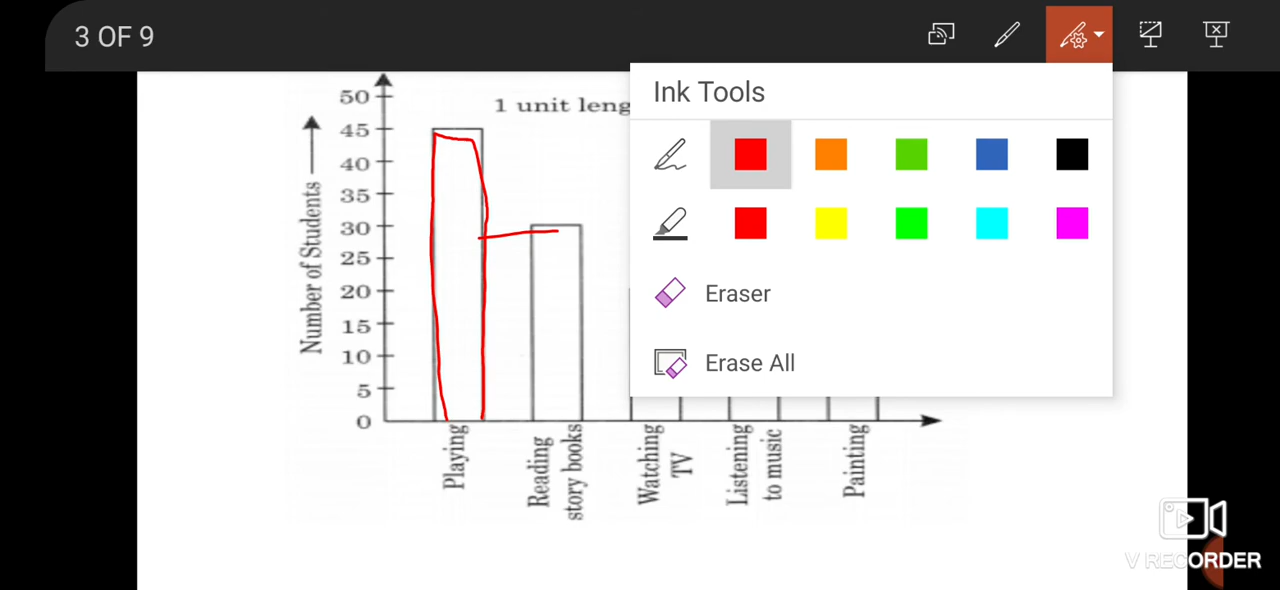 3 OF 9
Ink Tools
Eraser
Erase All
1 unit leng
50
45
40
35
30
25
20
15
10
5
0
Number of Students
Playing
Reading
story books
Watching
TV
Listening
to music
Painting
V RECORDER